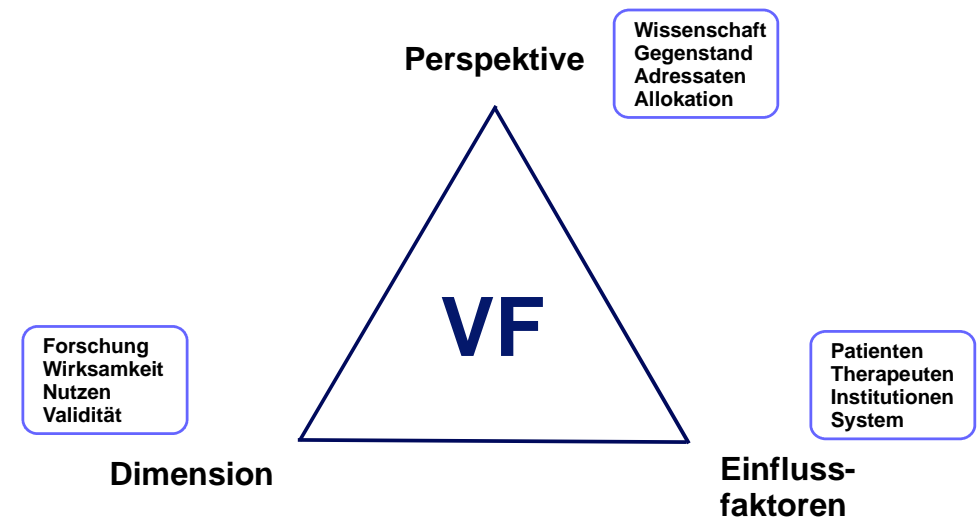 Perspektive
Wissenschaft
Gegenstand
Adressaten
Allokation
VF
Forschung
Wirksamkeit
Nutzen
Validität
Dimension
Patienten
Therapeuten
Institutionen
System
Einfluss-
faktoren